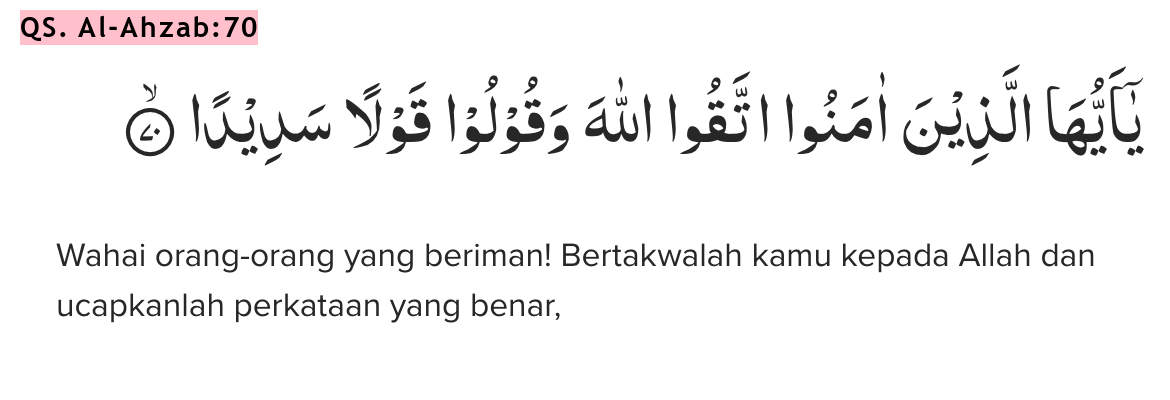 QS. Al-Ahzab:70
يٰٓاَيُّهَا الَّذِيْنَ اٰمَنُوا اتَّقُوا اللّٰهَ وَقُوْلُوْا قَوْلًا سَدِيْدًاۙ ٧٠
Wahai orang-orang yang beriman! Bertakwalah kamu kepada Allah dan
ucapkanlah perkataan yang benar,